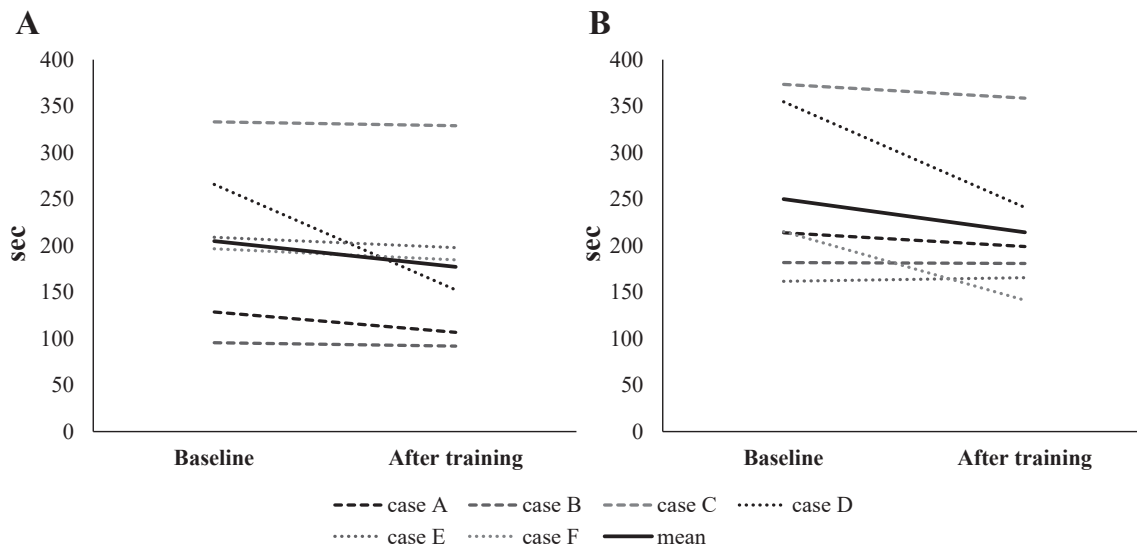 A
B
400
350
300
250
200
150
100
50
0
sec
Baseline
After training
400
350
300
250
200
150
100
50
0
sec
Baseline
After training
case A
case B
case C
case D
case E
case F
mean